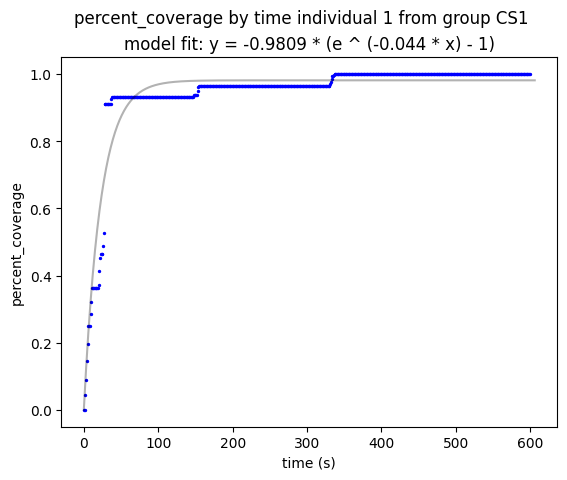 percent_coverage by time individual 1 from group CS1
model fit: y = -0.9809 * (e ^ (-0.044 * x) - 1)
1.0
0.8
0.6
0.4
0.2
0.0
percent_coverage
0 100 200 300 400 500 600
time (s)